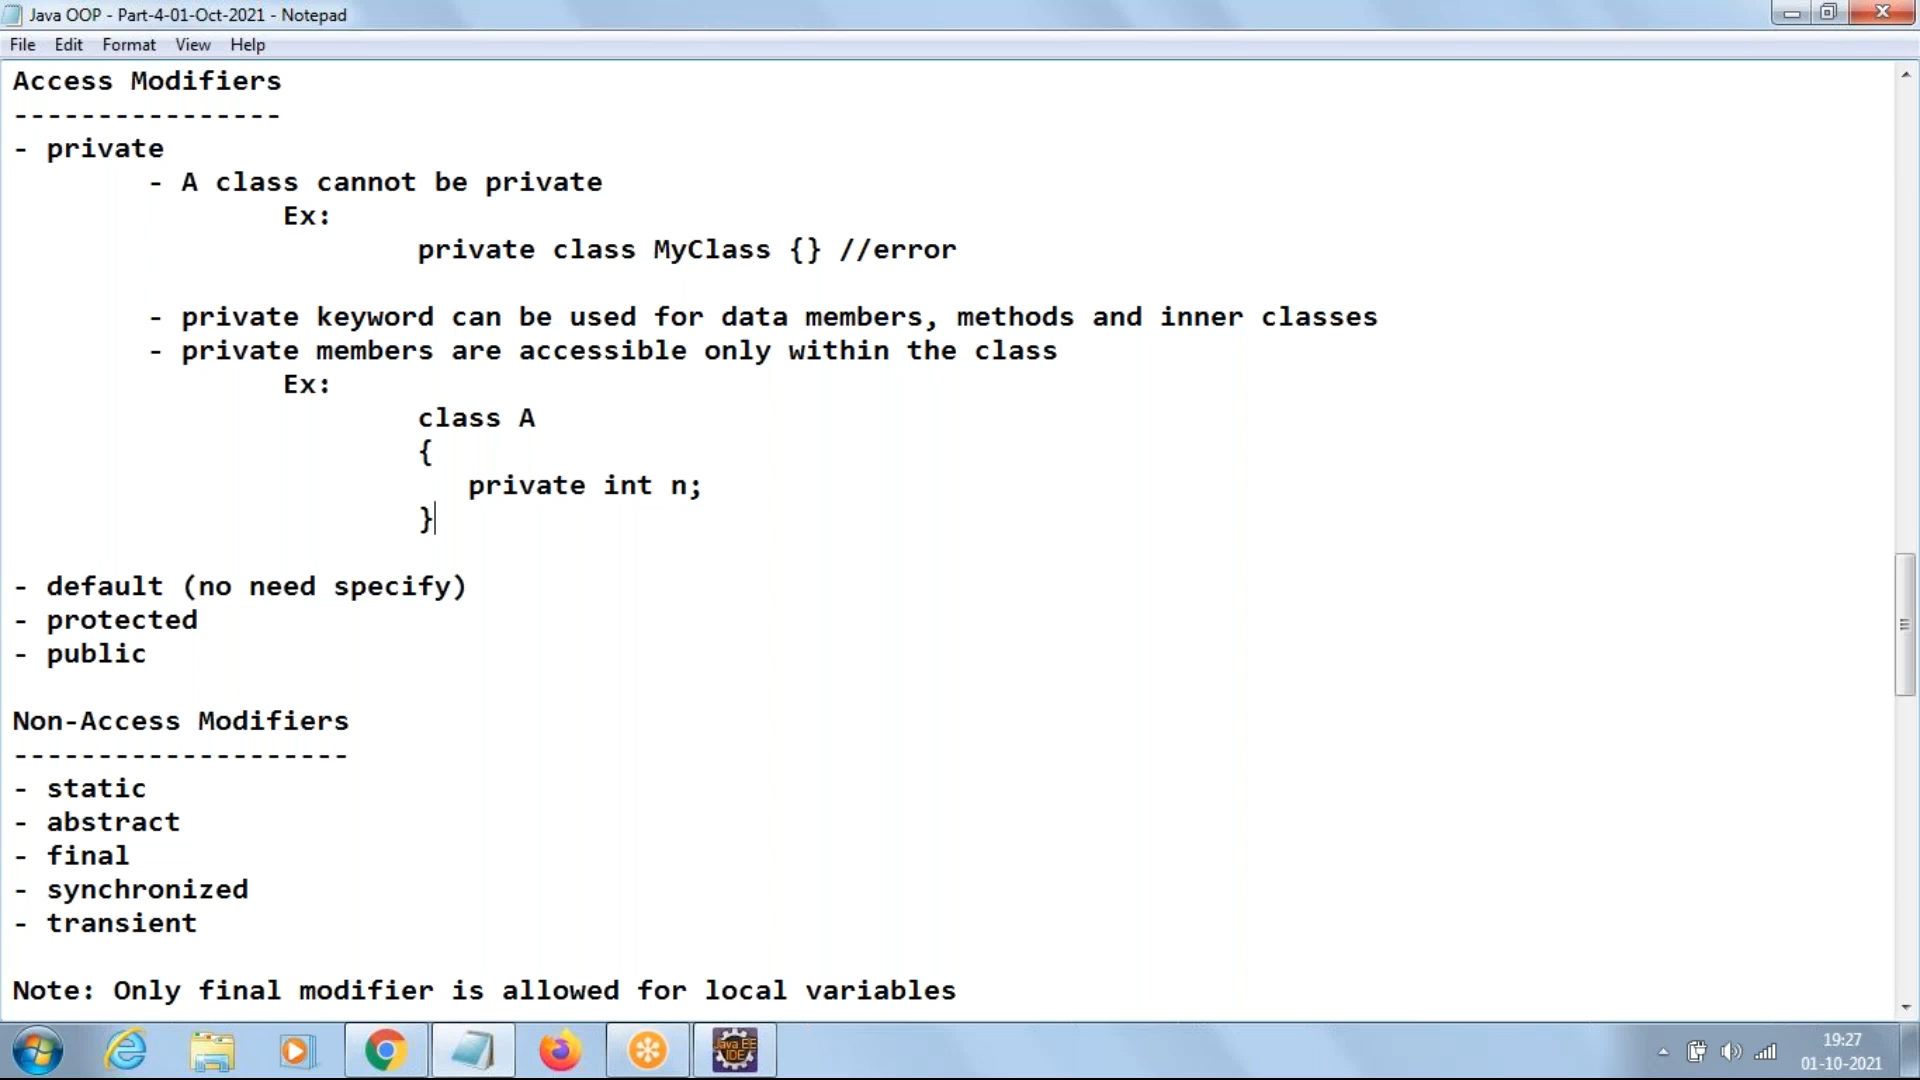 Java OOP - Part-4-01-Oct-2021 - Notepad
File Edit Format View Help
Access Modifiers
----------------
- private
- A class cannot be private
Ex:
private class MyClass {} //error
- private keyword can be used for data members, methods and inner classes
- private members are accessible only within the class
Ex:
class A
{
private int n;
}
- default (no need specify)
- protected
- public
Non-Access Modifiers
--------------------
- static
- abstract
- final
- synchronized
- transient
Note: Only final modifier is allowed for local variables
Java EE
IDE
19:27
01-10-2021